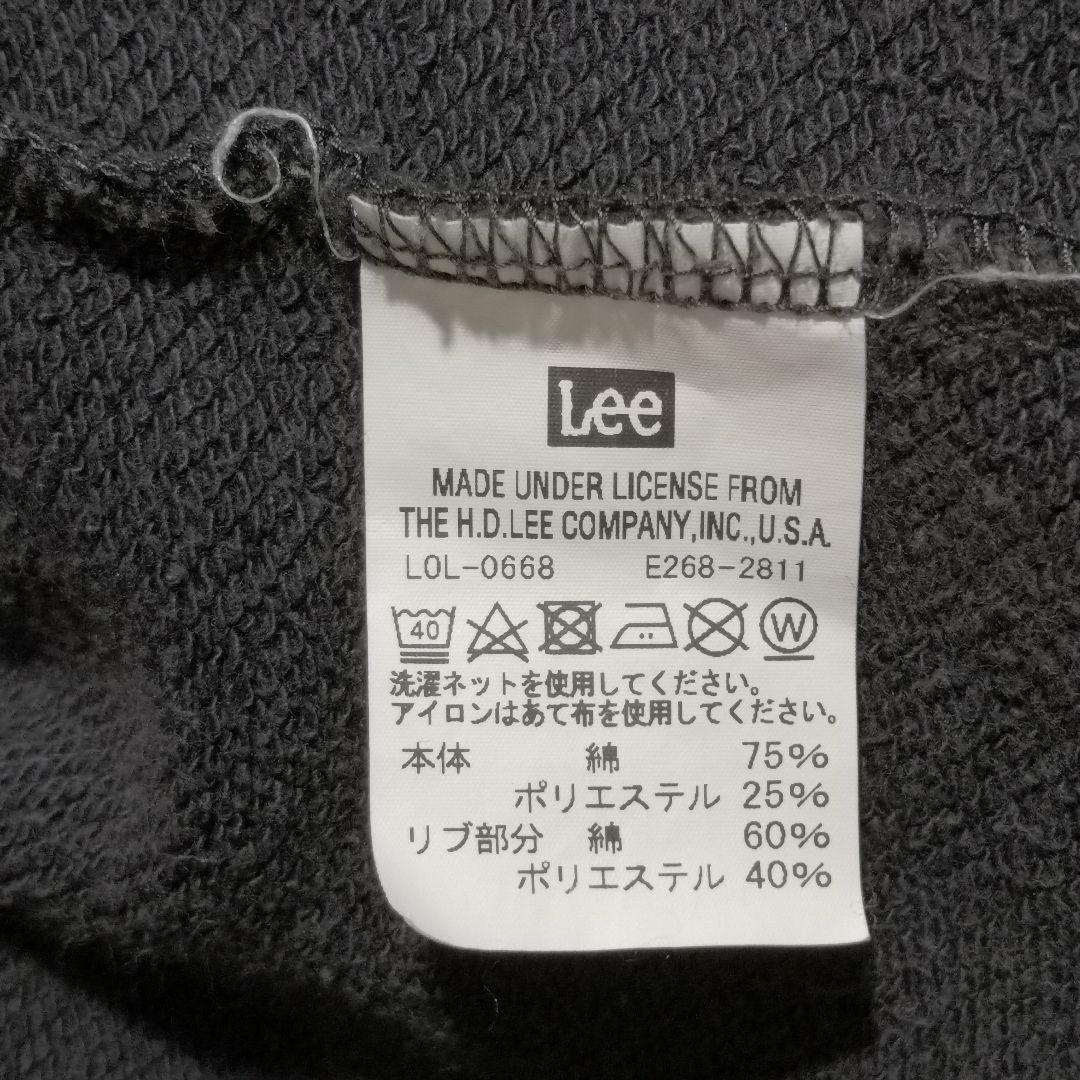 Lee
MADE UNDER LICENSE FROM
THE H.D.LEE COMPANY,INC.,U.S.A.
LOL-0668 E268-2811
40 W
洗濯ネットを使用してください。
アイロンはあて布を使用してください。
本体 綿 75%
ポリエステル 25%
リブ部分 綿 60%
ポリエステル 40%